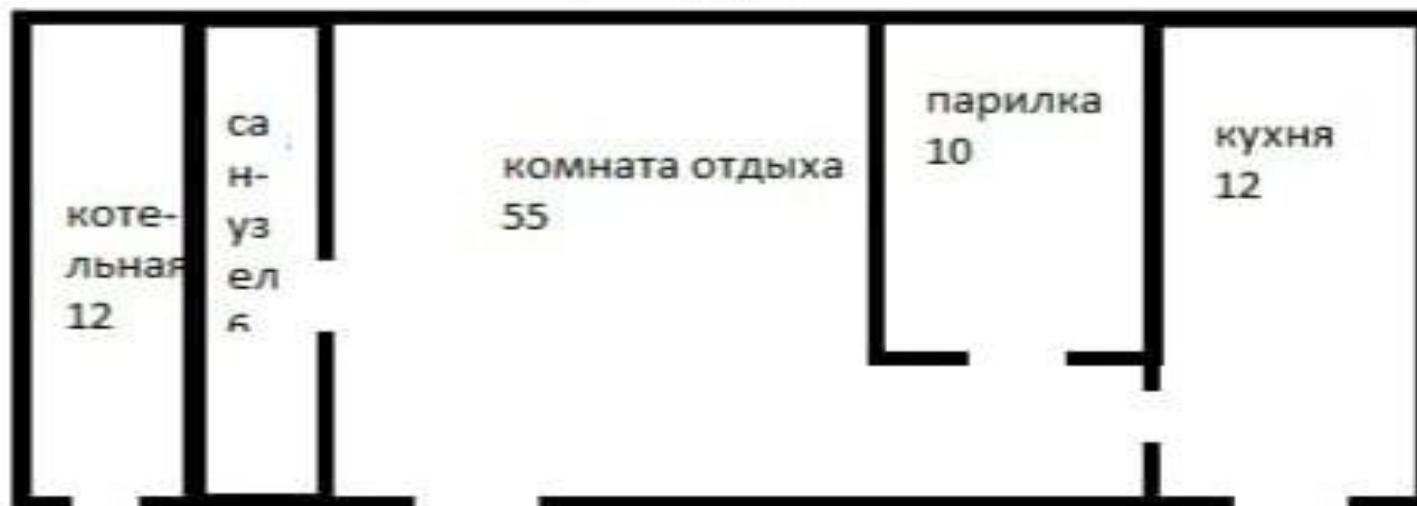 коте-
льная
12
са
н-
уз
ел
6
комната отдыха
55
парилка
10
кухня
12